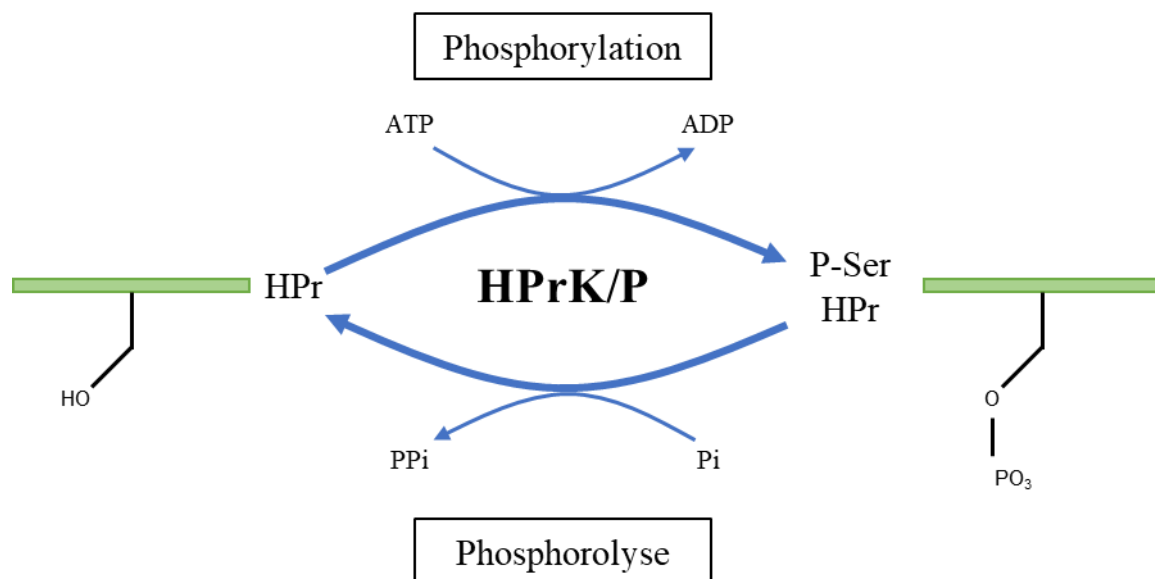 Phosphorylation
ATP
ADP
HPr
HPrK/P
P-Ser
HPr
HO
O
PO₃
PPi
Pi
Phosphorolyse